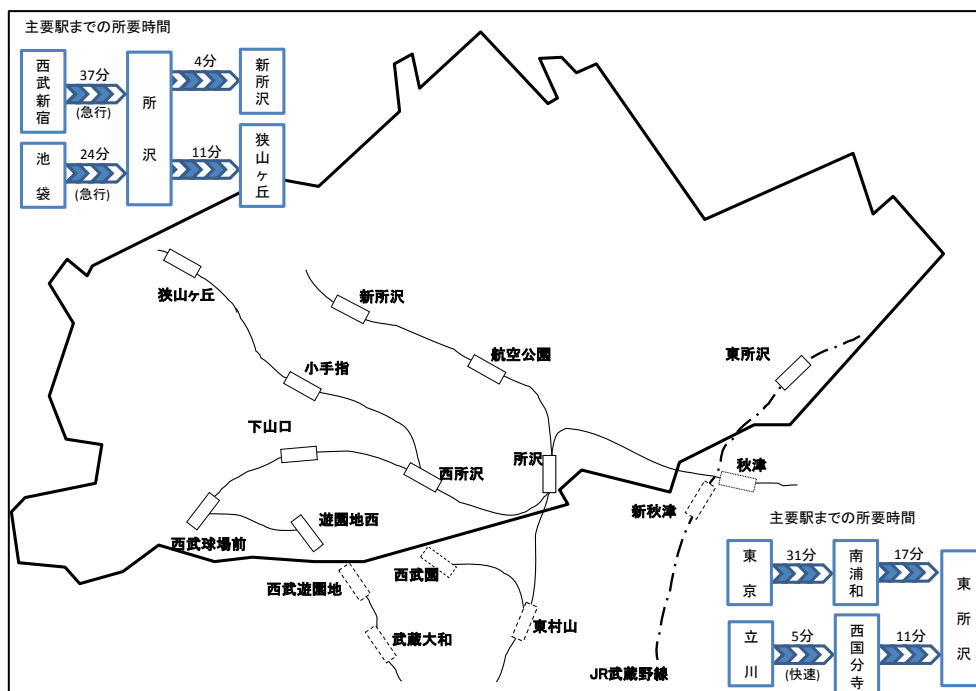 主要駅までの所要時間
西武新宿
37分
(急行)
池袋
24分
(急行)
所沢
4分
新所沢
11分
狭山ヶ丘
狭山ヶ丘
新所沢
航空公園
東所沢
小手指
下山口
西所沢
所沢
秋津
新秋津
西武球場前
遊園地西
西武園
西武遊園地
武蔵大和
東村山
JR武蔵野線
主要駅までの所要時間
東京
31分
南浦和
17分
東所沢
立川
5分
(快速)
西国分寺
11分